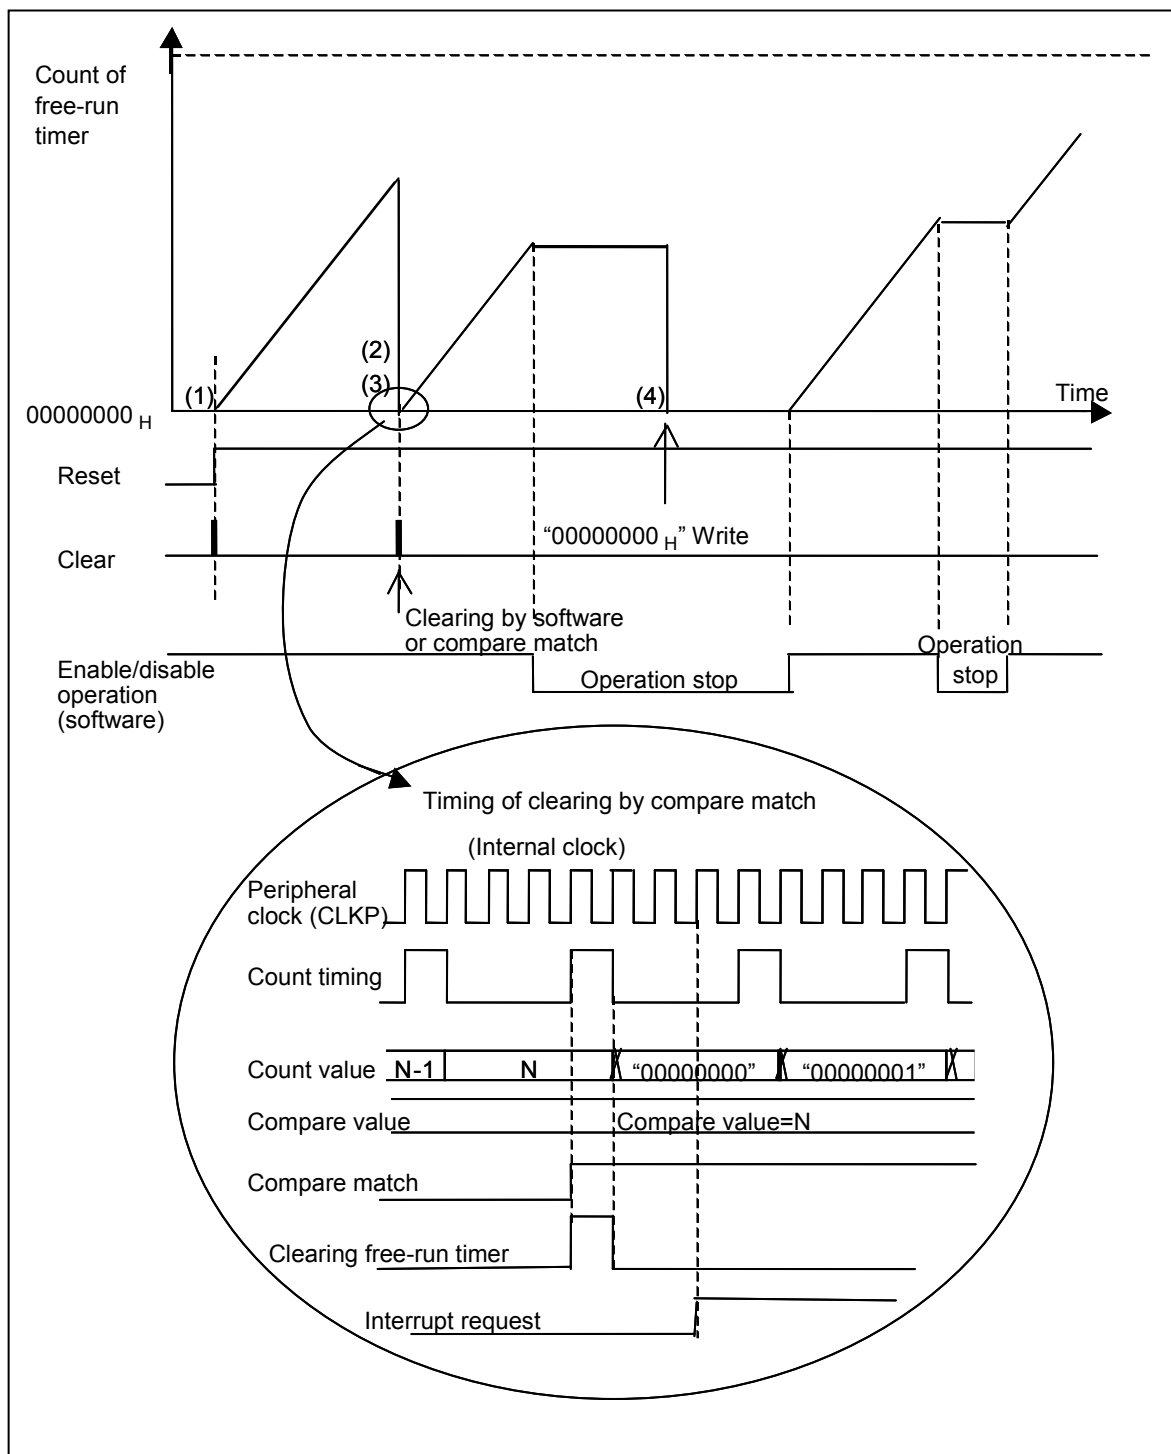 Count of
free-run
timer
(1)
(2)
(3)
(4)
Time
00000000 H
Reset
“00000000 H” Write
Clear
Clearing by software
or compare match
Enable/disable
operation
(software)
Operation stop
Operation
stop
Timing of clearing by compare match
(Internal clock)
Peripheral
clock (CLKP)
Count timing
Count value
N-1
N
“00000000”
“00000001”
Compare value
Compare value=N
Compare match
Clearing free-run timer
Interrupt request